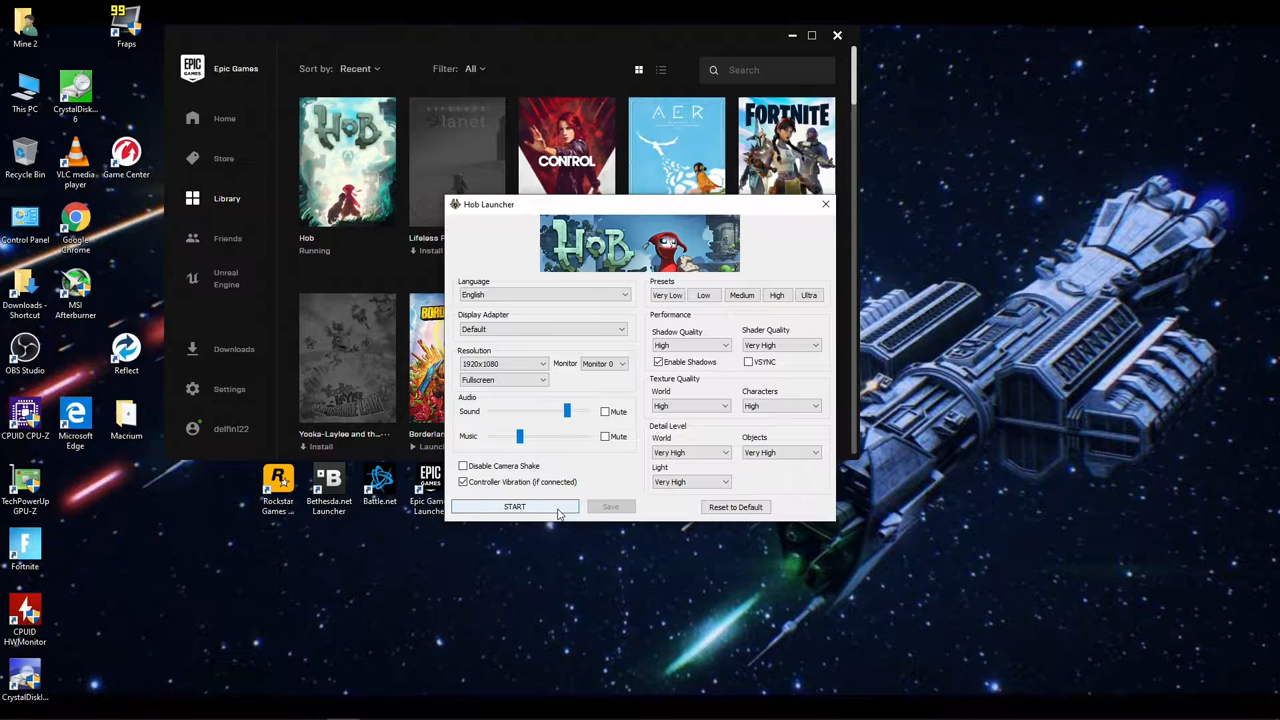 Mine 2
99
Fraps
This PC
CrystalDisk...
6
Recycle Bin
VLC media
player
Game Center
Control Panel
Google
Chrome
Downloads -
Shortcut
MSI
Afterburner
OBS Studio
Reflect
CPUID CPU-Z
Microsoft
Edge
Macrium
TechPowerUp
GPU-Z
Fortnite
CPUID
HWMonitor
CrystalDiskI...
Rockstar
Games ...
Bethesda.net
Launcher
Battle.net
EPIC
GAMES
Epic Games
Home
Store
Library
Friends
Unreal
Engine
Downloads
Settings
Sort by: Recent
Filter: All
Search
HOB
LIFELESS
Planet
CONTROL
AER
FORTNITE
Hob
Running
Install
Yooka-Laylee and th...
Install
Hob Launcher
HOB
Language
English
Display Adapter
Default
Resolution
1920x1080
Monitor
Monitor 0
Fullscreen
Audio
Sound
Mute
Music
Mute
Disable Camera Shake
Controller Vibration (if connected)
START
Save
Presets
Very Low
Low
Medium
High
Ultra
Performance
Shadow Quality
Shader Quality
High
Very High
Enable Shadows
VSYNC
Texture Quality
World
Characters
High
High
Detail Level
World
Objects
Very High
Very High
Light
Very High
Reset to Default